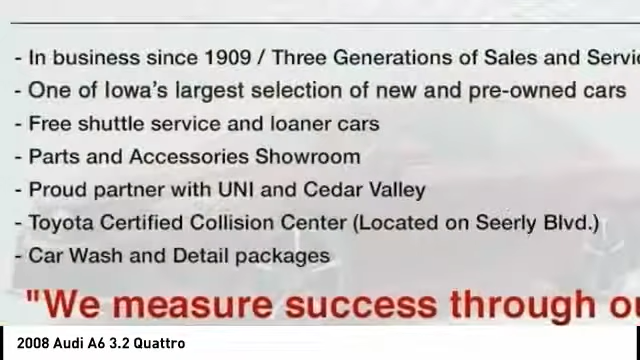 - In business since 1909 / Three Generations of Sales and
- One of Iowa's largest selection of new and pre-owned cars
- Free shuttle service and loaner cars
- Parts and Accessories Showroom
- Proud partner with UNI and Cedar Valley
- Toyota Certified Collision Center (Located on Seerly Blvd.)
- Car Wash and Detail packages
"We measure success through
2008 Audi A6 3.2 Quattro